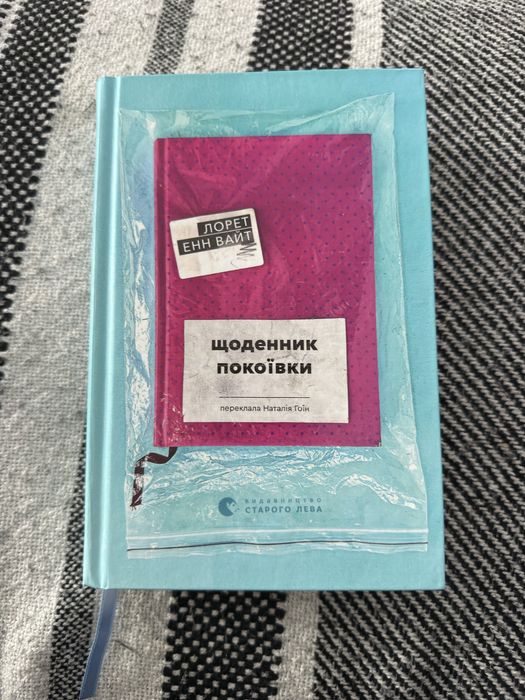 ЛОРЕТ
ЕНН ВАЙТ
щоденник
покоївки
переклала Наталія Гоїн
видавництво
СТАРОГО ЛЕВА